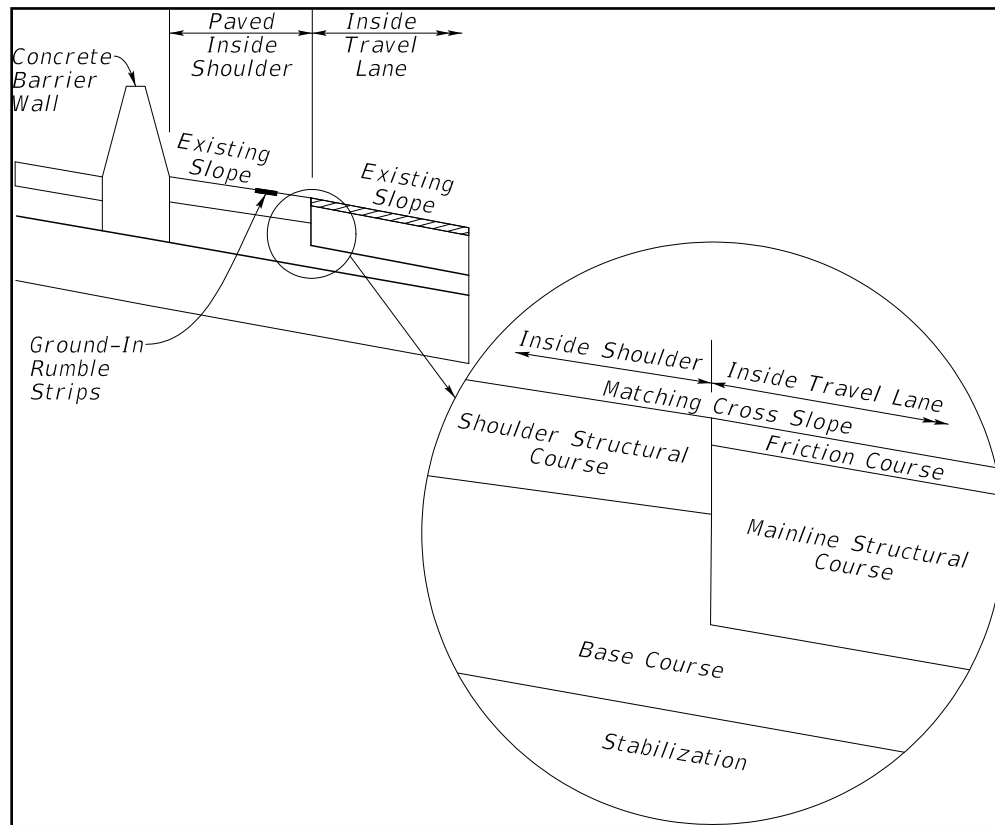 Paved
Inside
Shoulder
Inside
Travel
Lane
Concrete
Barrier
Wall
Existing
Slope
Existing
Slope
Ground-In
Rumble
Strips
Inside Shoulder
Inside Travel Lane
Matching Cross Slope
Shoulder Structural
Course
Friction Course
Mainline Structural
Course
Base Course
Stabilization